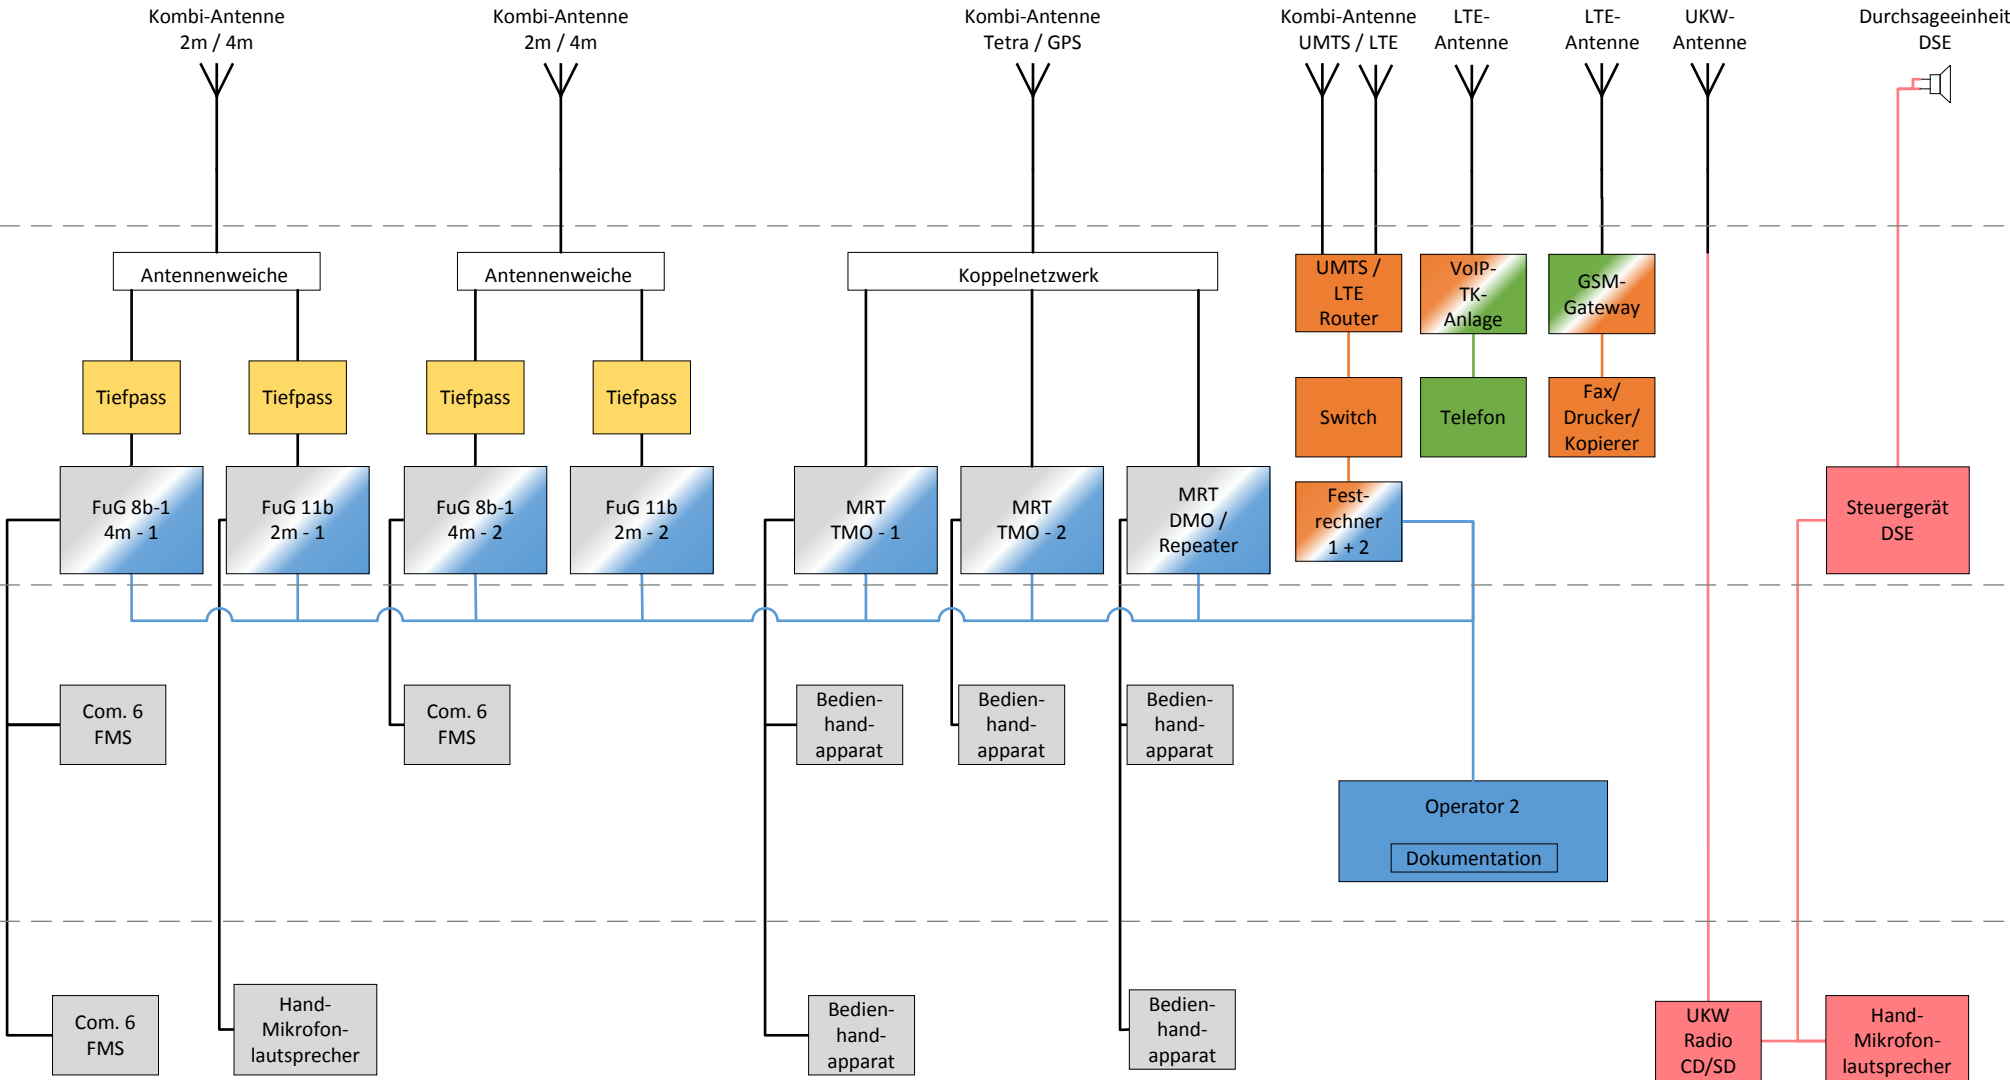 Kombi-Antenne
2m / 4m
Kombi-Antenne
2m / 4m
Kombi-Antenne
Tetra / GPS
Kombi-Antenne
UMTS / LTE
LTE-
Antenne
LTE-
Antenne
UKW-
Antenne
Durchsageeinheit
DSE
Antennenweiche
Antennenweiche
Koppelnetzwerk
UMTS /
LTE
Router
VoIP-
TK-
Anlage
GSM-
Gateway
Tiefpass
Tiefpass
Tiefpass
Tiefpass
Switch
Telefon
Fax/
Drucker/
Kopierer
FuG 8b-1
4m - 1
FuG 11b
2m - 1
FuG 8b-1
4m - 2
FuG 11b
2m - 2
MRT
TMO - 1
MRT
TMO - 2
MRT
DMO /
Repeater
Fest-
rechner
1 + 2
Steuergerät
DSE
Com. 6
FMS
Com. 6
FMS
Bedien-
hand-
apparat
Bedien-
hand-
apparat
Bedien-
hand-
apparat
Operator 2
Dokumentation
Com. 6
FMS
Hand-
Mikrofon-
lautsprecher
Bedien-
hand-
apparat
Bedien-
hand-
apparat
UKW
Radio
CD/SD
Hand-
Mikrofon-
lautsprecher